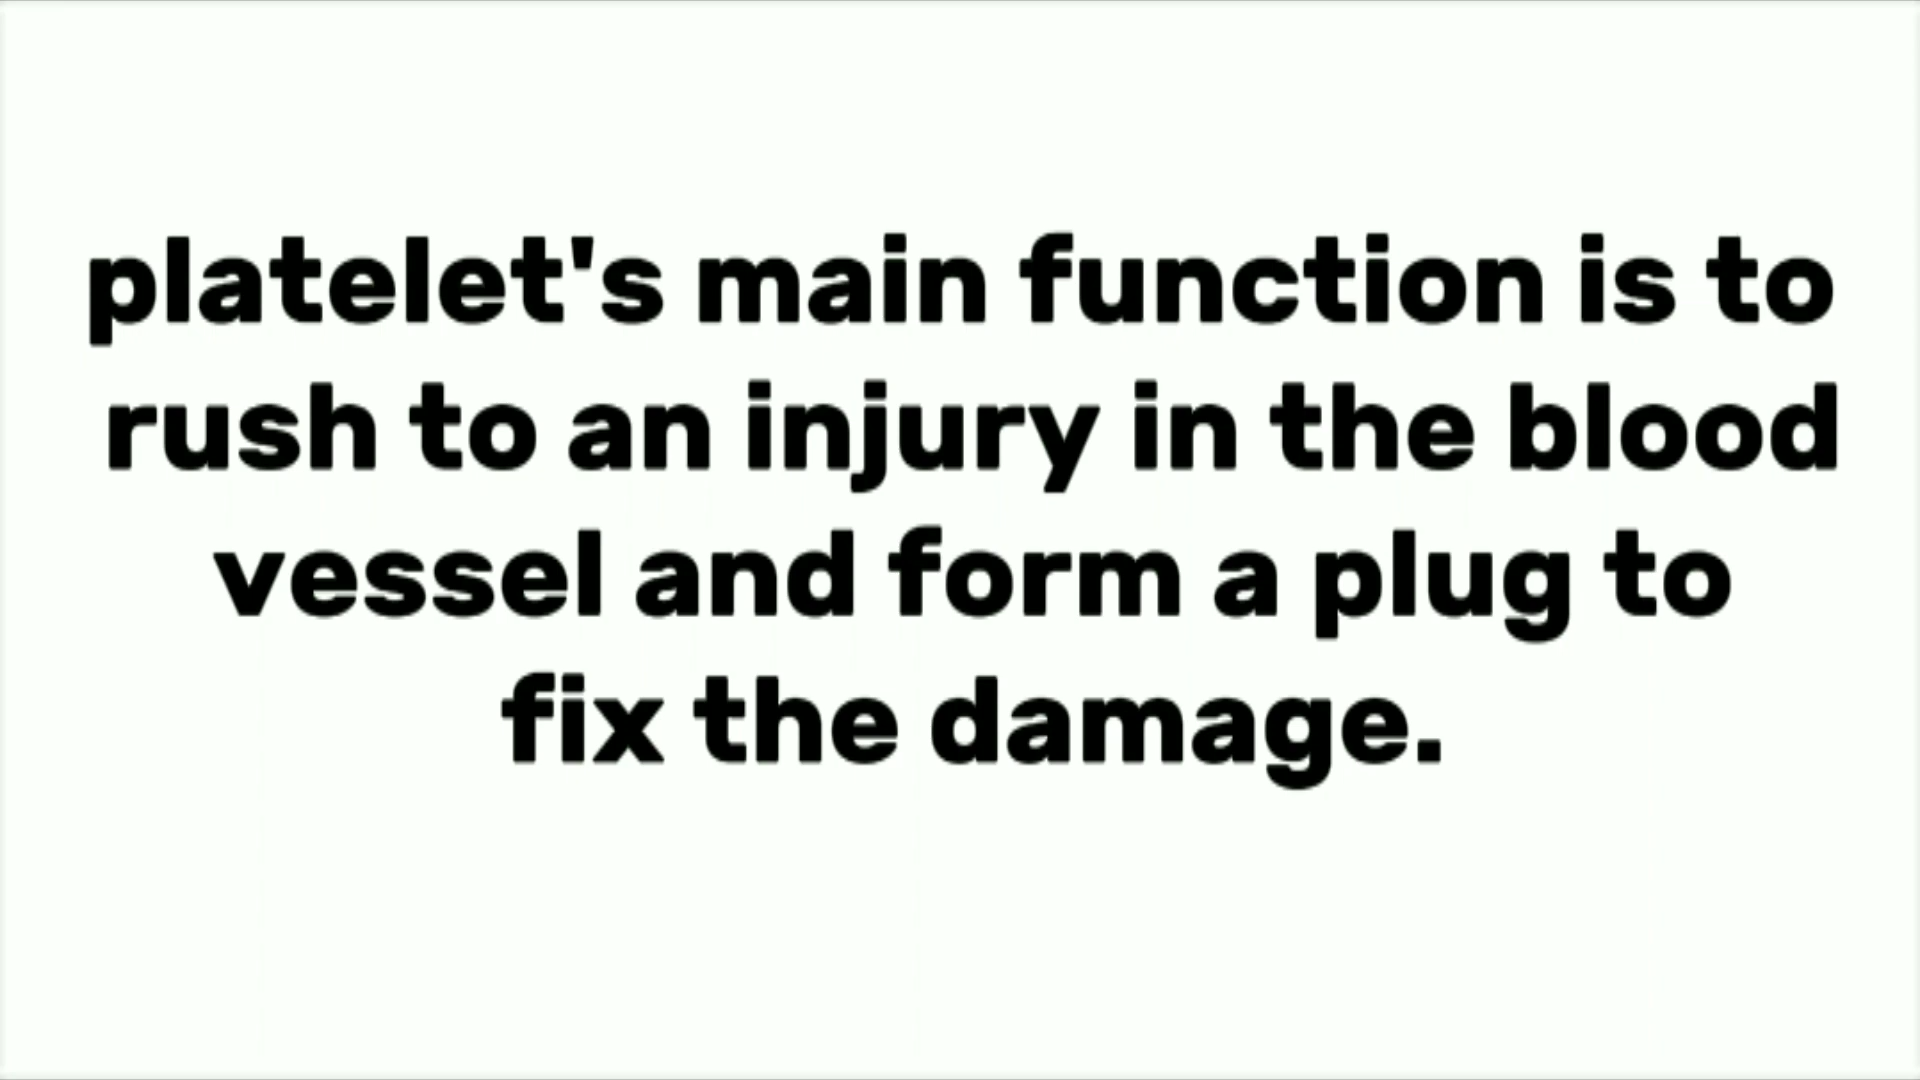 platelet's main function is to
rush to an injury in the blood
vessel and form a plug to
fix the damage.